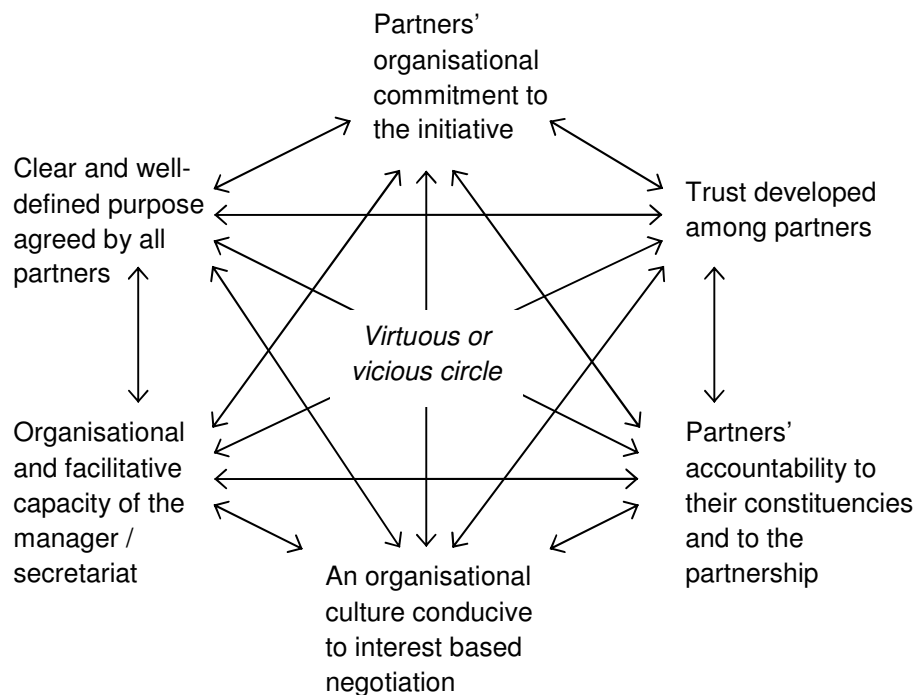 Partners’
organisational
commitment to
the initiative
Clear and well-
defined purpose
agreed by all
partners
Trust developed
among partners
Virtuous or
vicious circle
Organisational
and facilitative
capacity of the
manager /
secretariat
Partners’
accountability to
their constituencies
and to the
partnership
An organisational
culture conducive
to interest based
negotiation